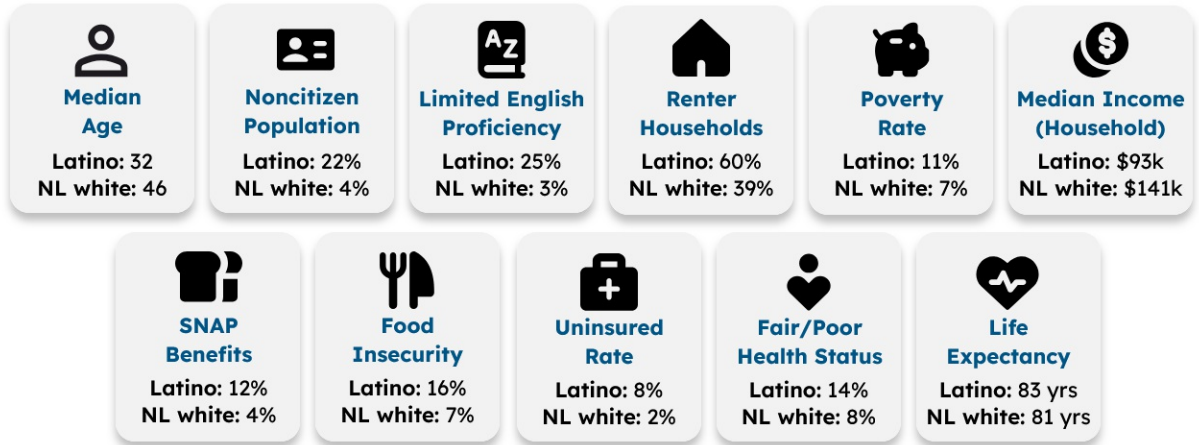 Median
Age
Latino: 32
NL white: 46
Noncitizen
Population
Latino: 22%
NL white: 4%
AZ
Limited English
Proficiency
Latino: 25%
NL white: 3%
Renter
Households
Latino: 60%
NL white: 39%
Poverty
Rate
Latino: 11%
NL white: 7%
$
Median Income
(Household)
Latino: $93k
NL white: $141k
SNAP
Benefits
Latino: 12%
NL white: 4%
Food
Insecurity
Latino: 16%
NL white: 7%
Uninsured
Rate
Latino: 8%
NL white: 2%
Fair/Poor
Health Status
Latino: 14%
NL white: 8%
Life
Expectancy
Latino: 83 yrs
NL white: 81 yrs